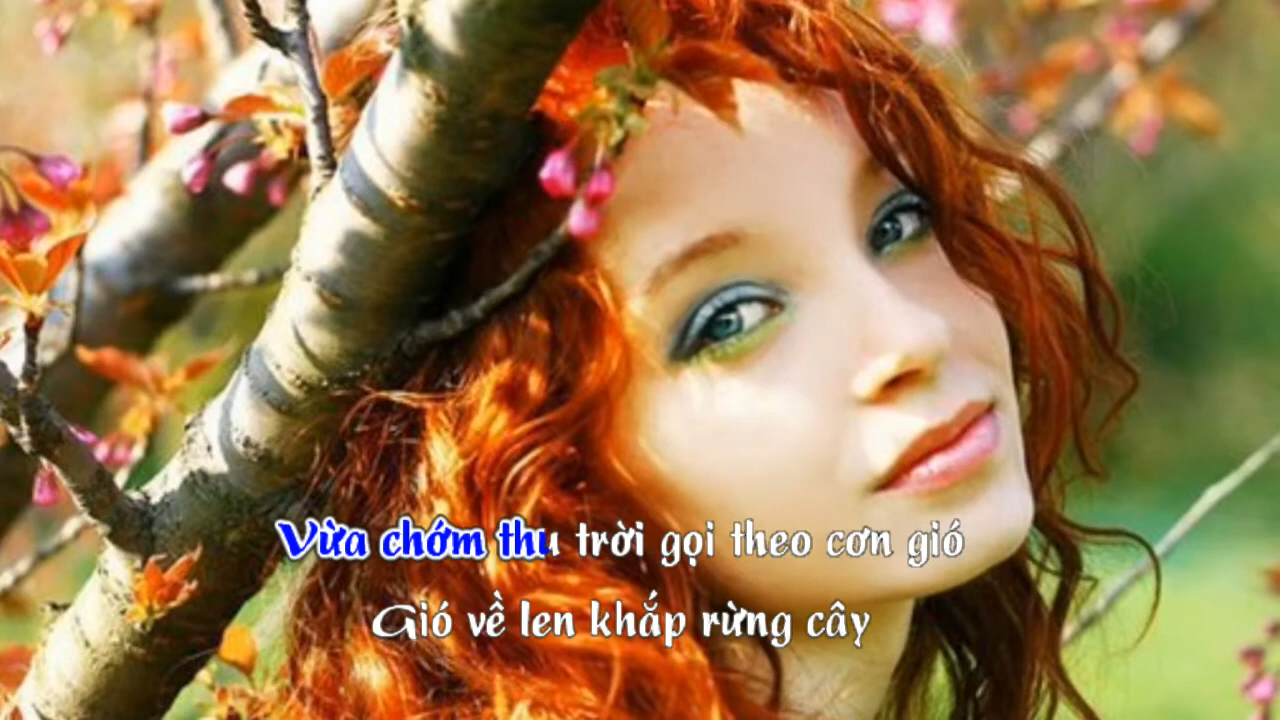 Vừa chớm thu trời gọi theo cơn gió
Gió về len khắp rừng cây